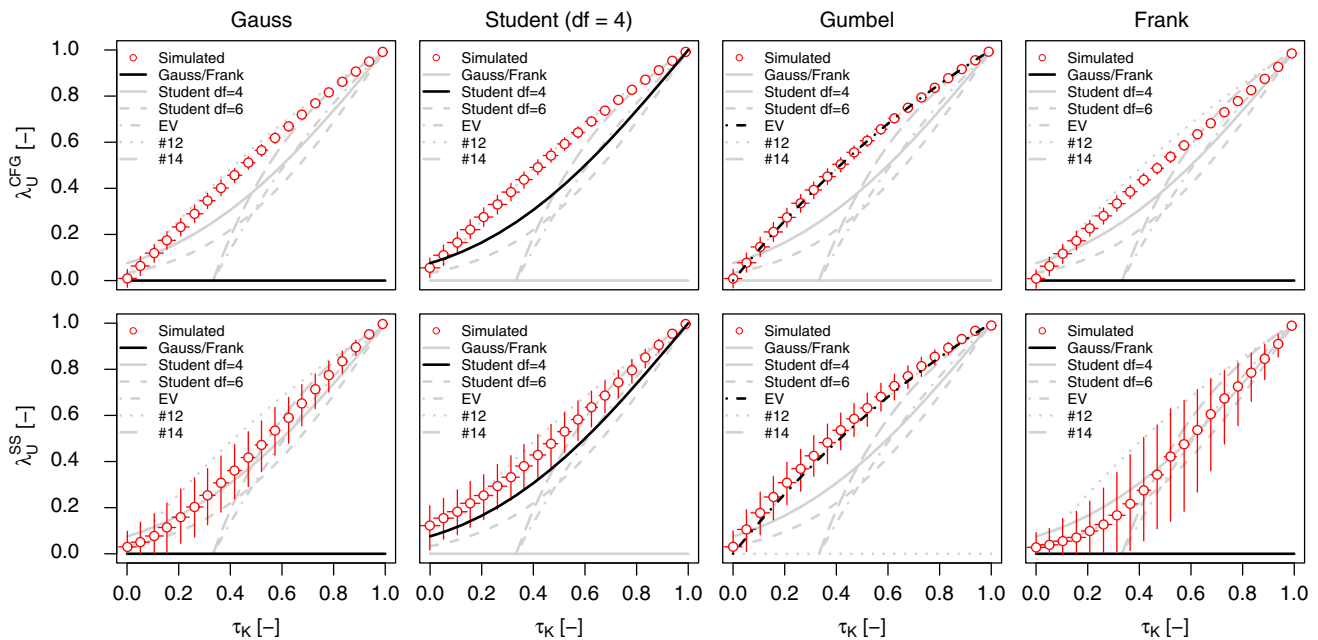 Gauss
Student (df = 4)
Gumbel
Frank
λ_U^CFG [–]
1.0
0.8
0.6
0.4
0.2
0.0
Simulated
Gauss/Frank
Student df=4
Student df=6
EV
#12
#14
Simulated
Gauss/Frank
Student df=4
Student df=6
EV
#12
#14
Simulated
Gauss/Frank
Student df=4
Student df=6
EV
#12
#14
Simulated
Gauss/Frank
Student df=4
Student df=6
EV
#12
#14
λ_U^SS [–]
1.0
0.8
0.6
0.4
0.2
0.0
Simulated
Gauss/Frank
Student df=4
Student df=6
EV
#12
#14
Simulated
Gauss/Frank
Student df=4
Student df=6
EV
#12
#14
Simulated
Gauss/Frank
Student df=4
Student df=6
EV
#12
#14
Simulated
Gauss/Frank
Student df=4
Student df=6
EV
#12
#14
0.0 0.2 0.4 0.6 0.8 1.0
0.0 0.2 0.4 0.6 0.8 1.0
0.0 0.2 0.4 0.6 0.8 1.0
0.0 0.2 0.4 0.6 0.8 1.0
τ_K [–]
τ_K [–]
τ_K [–]
τ_K [–]